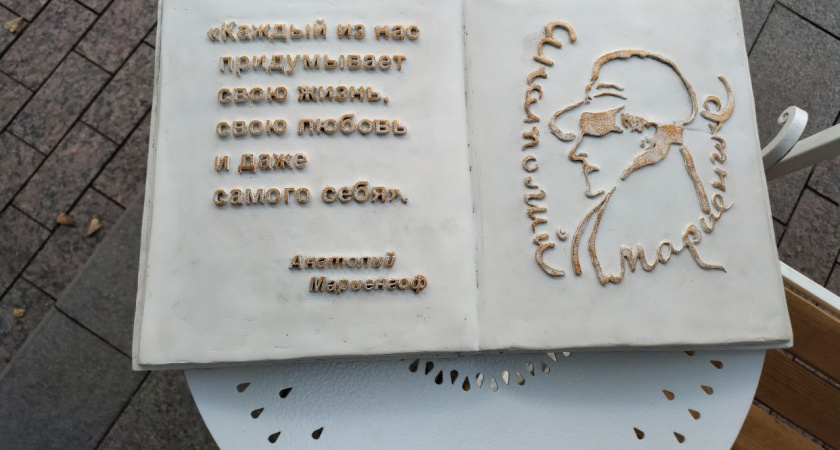 «Каждый из нас
придумывает
свою жизнь,
свою любовь
и даже
самого себя».
Анатолий
Мариенгоф
Анатолий
Мариенгоф